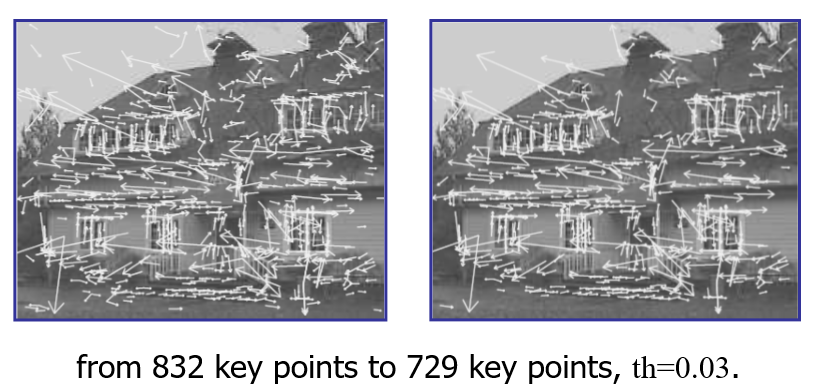 from 832 key points to 729 key points, th=0.03.